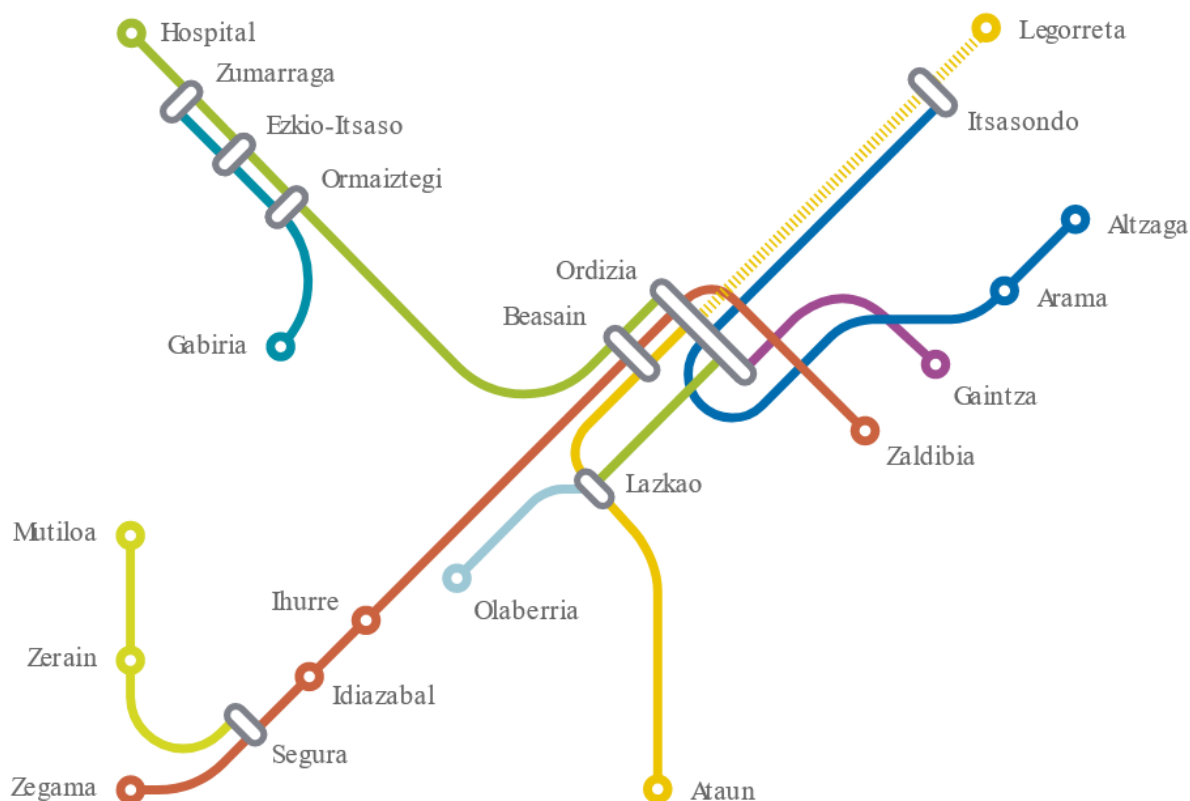 Hospital
Legorreta
Zumarraga
Itsasondo
Ezkio-Itsaso
Ormaiztegi
Altzaga
Ordizia
Arama
Beasain
Gabiria
Gaintza
Zaldibia
Lazkao
Mutiloa
Ihurre
Olaberria
Zerain
Idiazabal
Segura
Zegama
Ataun